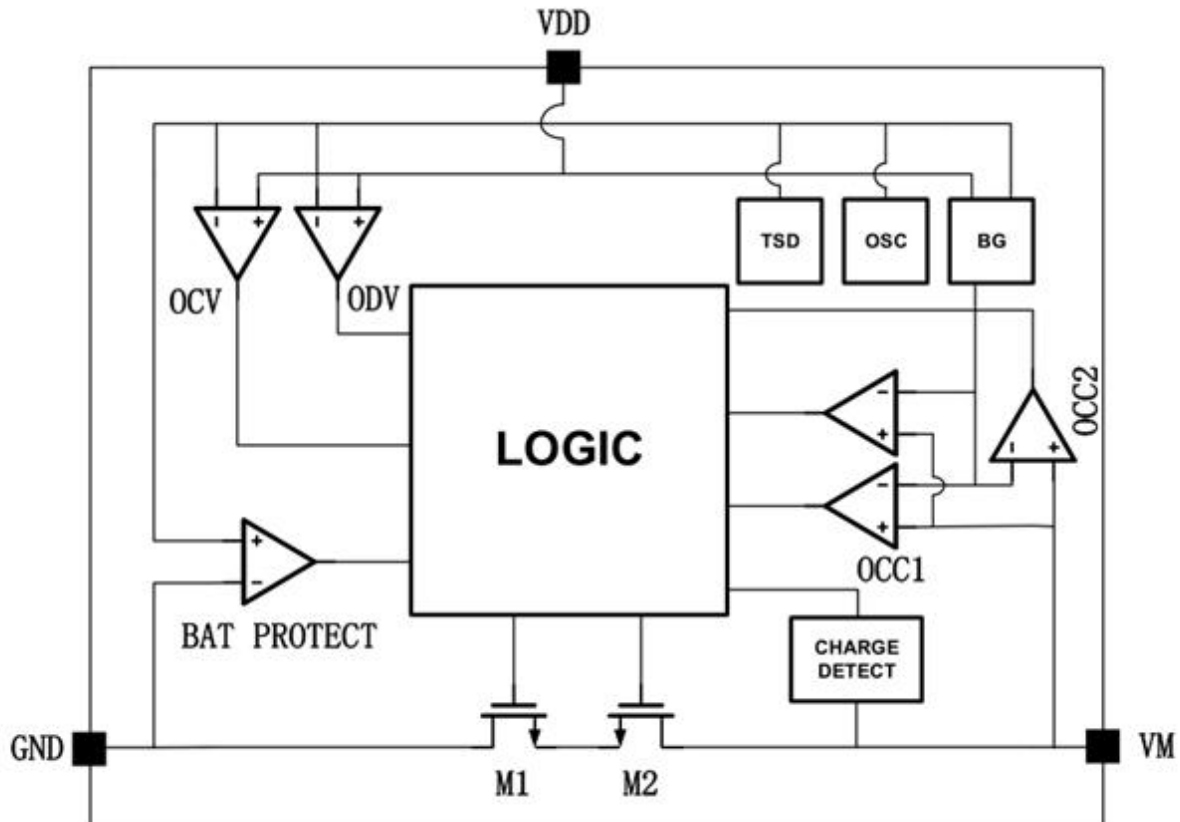 VDD
TSD
OSC
BG
OCV
ODV
- +
- +
LOGIC
-
+
OCC2
- +
-
+
OCC1
+
-
BAT PROTECT
CHARGE
DETECT
GND
M1
M2
VM